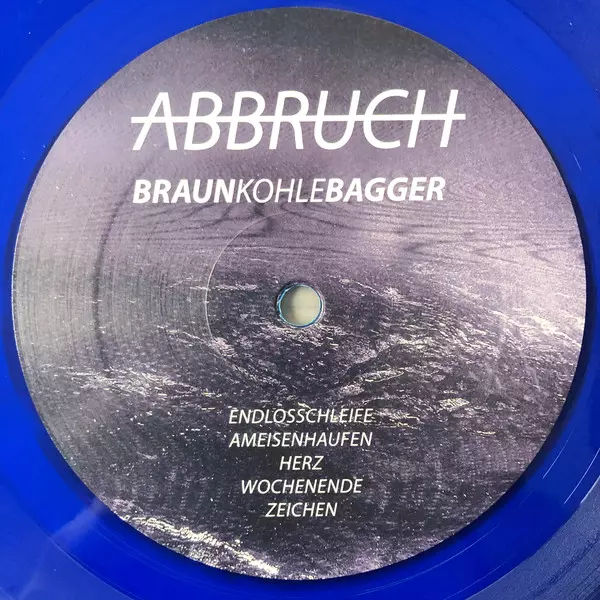 ABBRUCH
BRAUNKOHLEBAGGER
ENDLOSSCHLEIFE
AMEISENHAUFEN
HERZ
WOCHENENDE
ZEICHEN